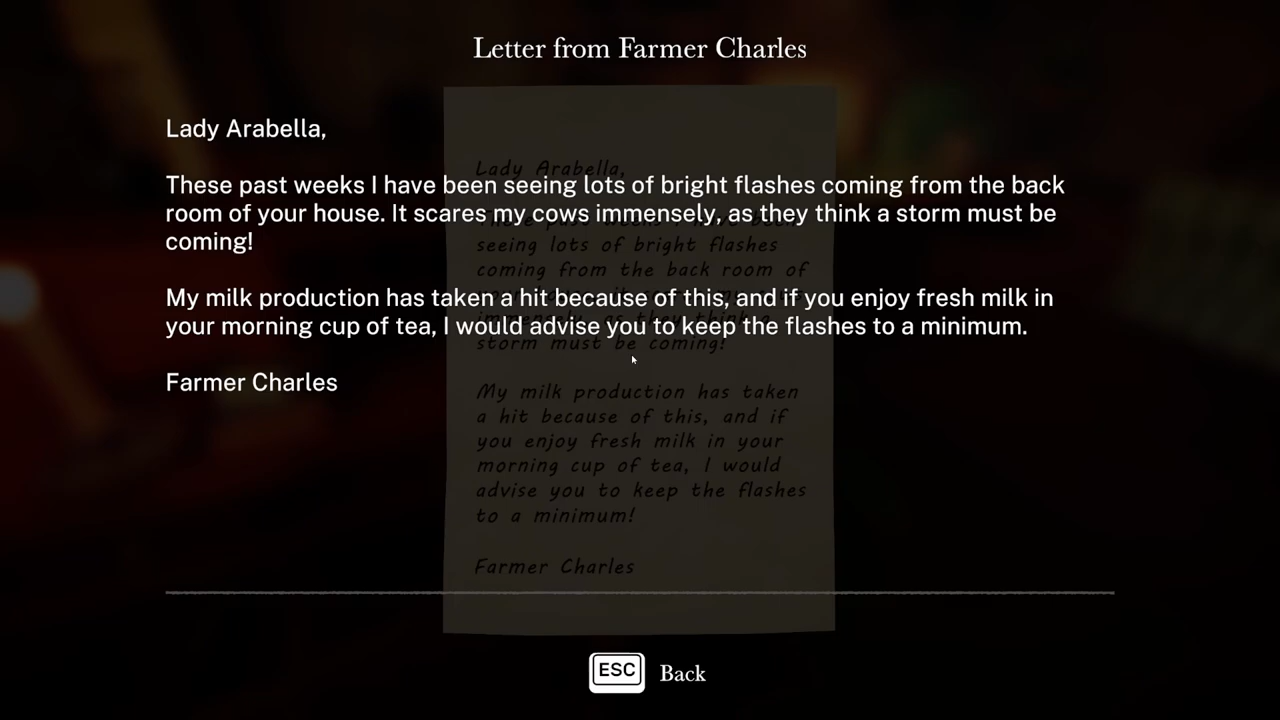 Letter from Farmer Charles
Lady Arabella,
These past weeks I have been seeing lots of bright flashes coming from the back
room of your house. It scares my cows immensely, as they think a storm must be
coming!
My milk production has taken a hit because of this, and if you enjoy fresh milk in
your morning cup of tea, I would advise you to keep the flashes to a minimum.
Farmer Charles
Lady Arabella,
seeing lots of bright flashes
coming from the back room of
storm must be coming!
My milk production has taken
a hit because of this, and if
you enjoy fresh milk in your
morning cup of tea, I would
advise you to keep the flashes
to a minimum!
Farmer Charles
ESC Back